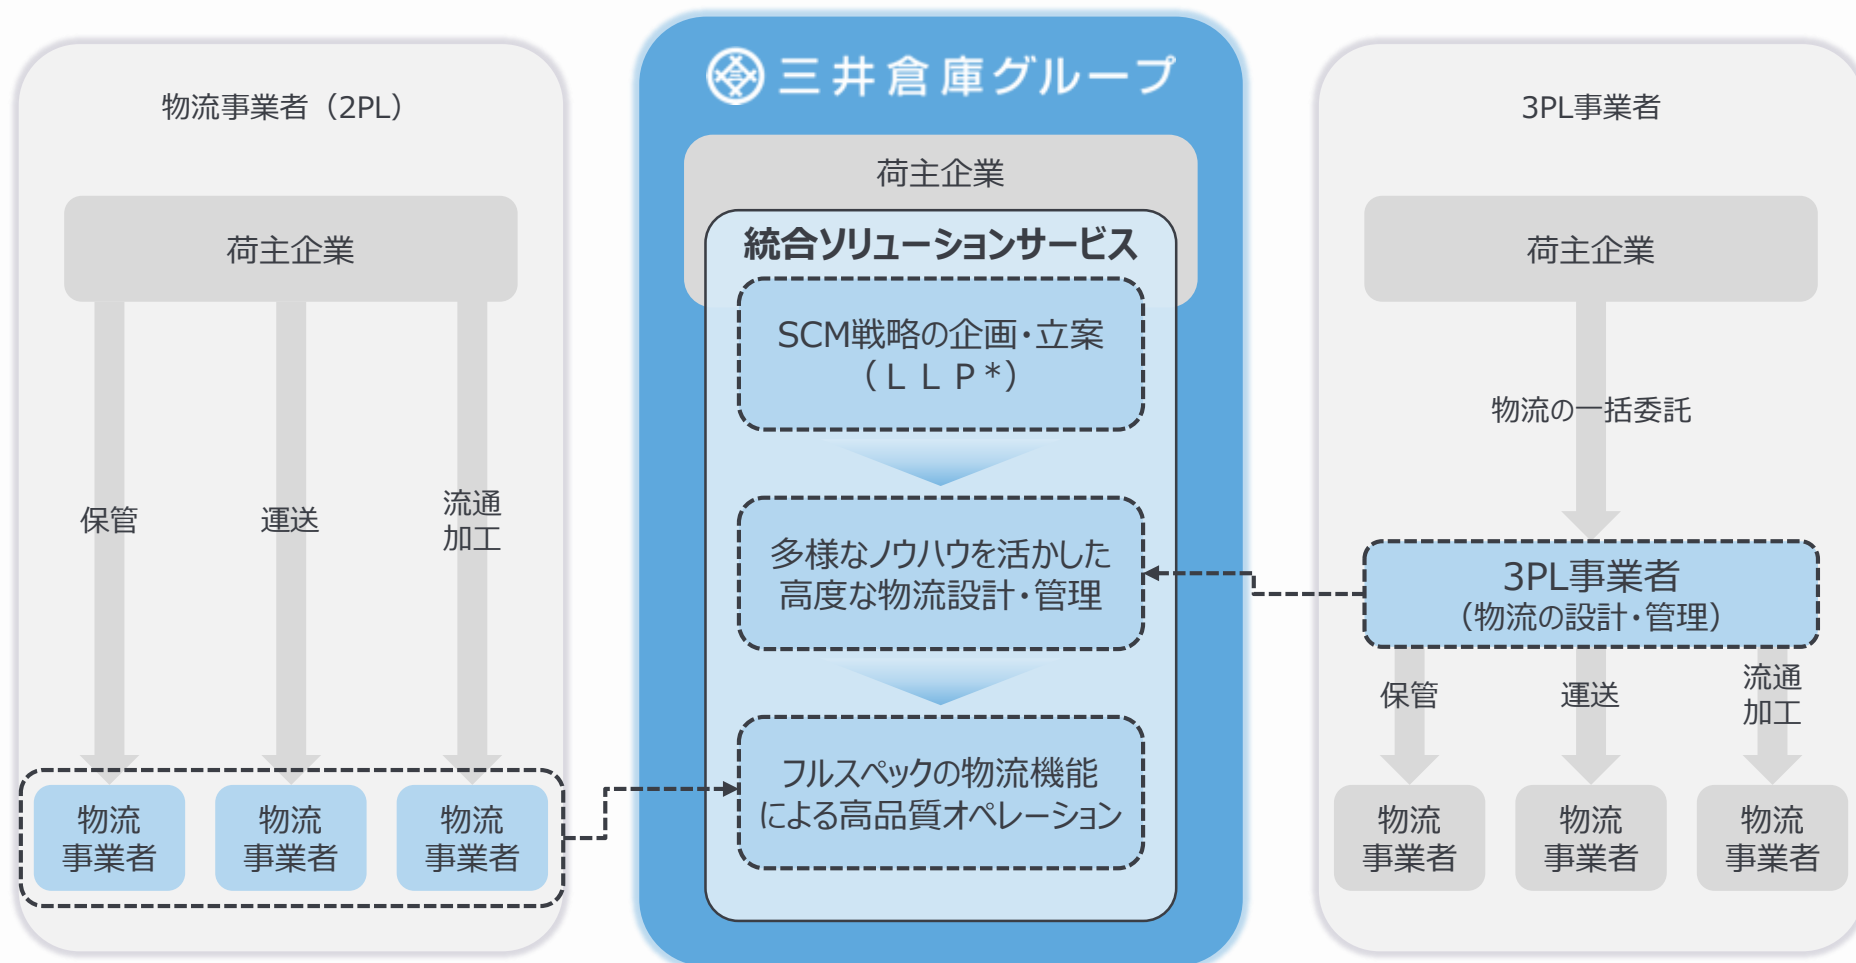 物流事業者（2PL）
荷主企業
保管
運送
流通
加工
物流
事業者
物流
事業者
物流
事業者
三井倉庫グループ
荷主企業
統合ソリューションサービス
SCM戦略の企画・立案
（ＬＬＰ*）
多様なノウハウを活かした
高度な物流設計・管理
フルスペックの物流機能
による高品質オペレーション
3PL事業者
荷主企業
物流の一括委託
3PL事業者
（物流の設計・管理）
保管
運送
流通
加工
物流
事業者
物流
事業者
物流
事業者